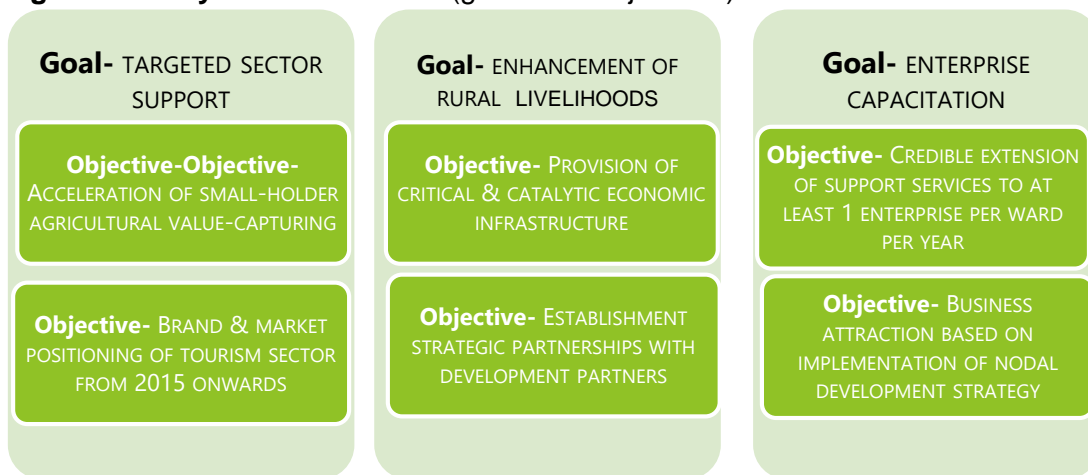 Goal- TARGETED SECTOR
SUPPORT
Objective-Objective-
ACCELERATION OF SMALL-HOLDER
AGRICULTURAL VALUE-CAPTURING
Objective- BRAND & MARKET
POSITIONING OF TOURISM SECTOR
FROM 2015 ONWARDS
Goal- ENHANCEMENT OF
RURAL LIVELIHOODS
Objective- PROVISION OF
CRITICAL & CATALYTIC ECONOMIC
INFRASTRUCTURE
Objective- ESTABLISHMENT
STRATEGIC PARTNERSHIPS WITH
DEVELOPMENT PARTNERS
Goal- ENTERPRISE
CAPACITATION
Objective- CREDIBLE EXTENSION
OF SUPPORT SERVICES TO AT
LEAST 1 ENTERPRISE PER WARD
PER YEAR
Objective- BUSINESS
ATTRACTION BASED ON
IMPLEMENTATION OF NODAL
DEVELOPMENT STRATEGY